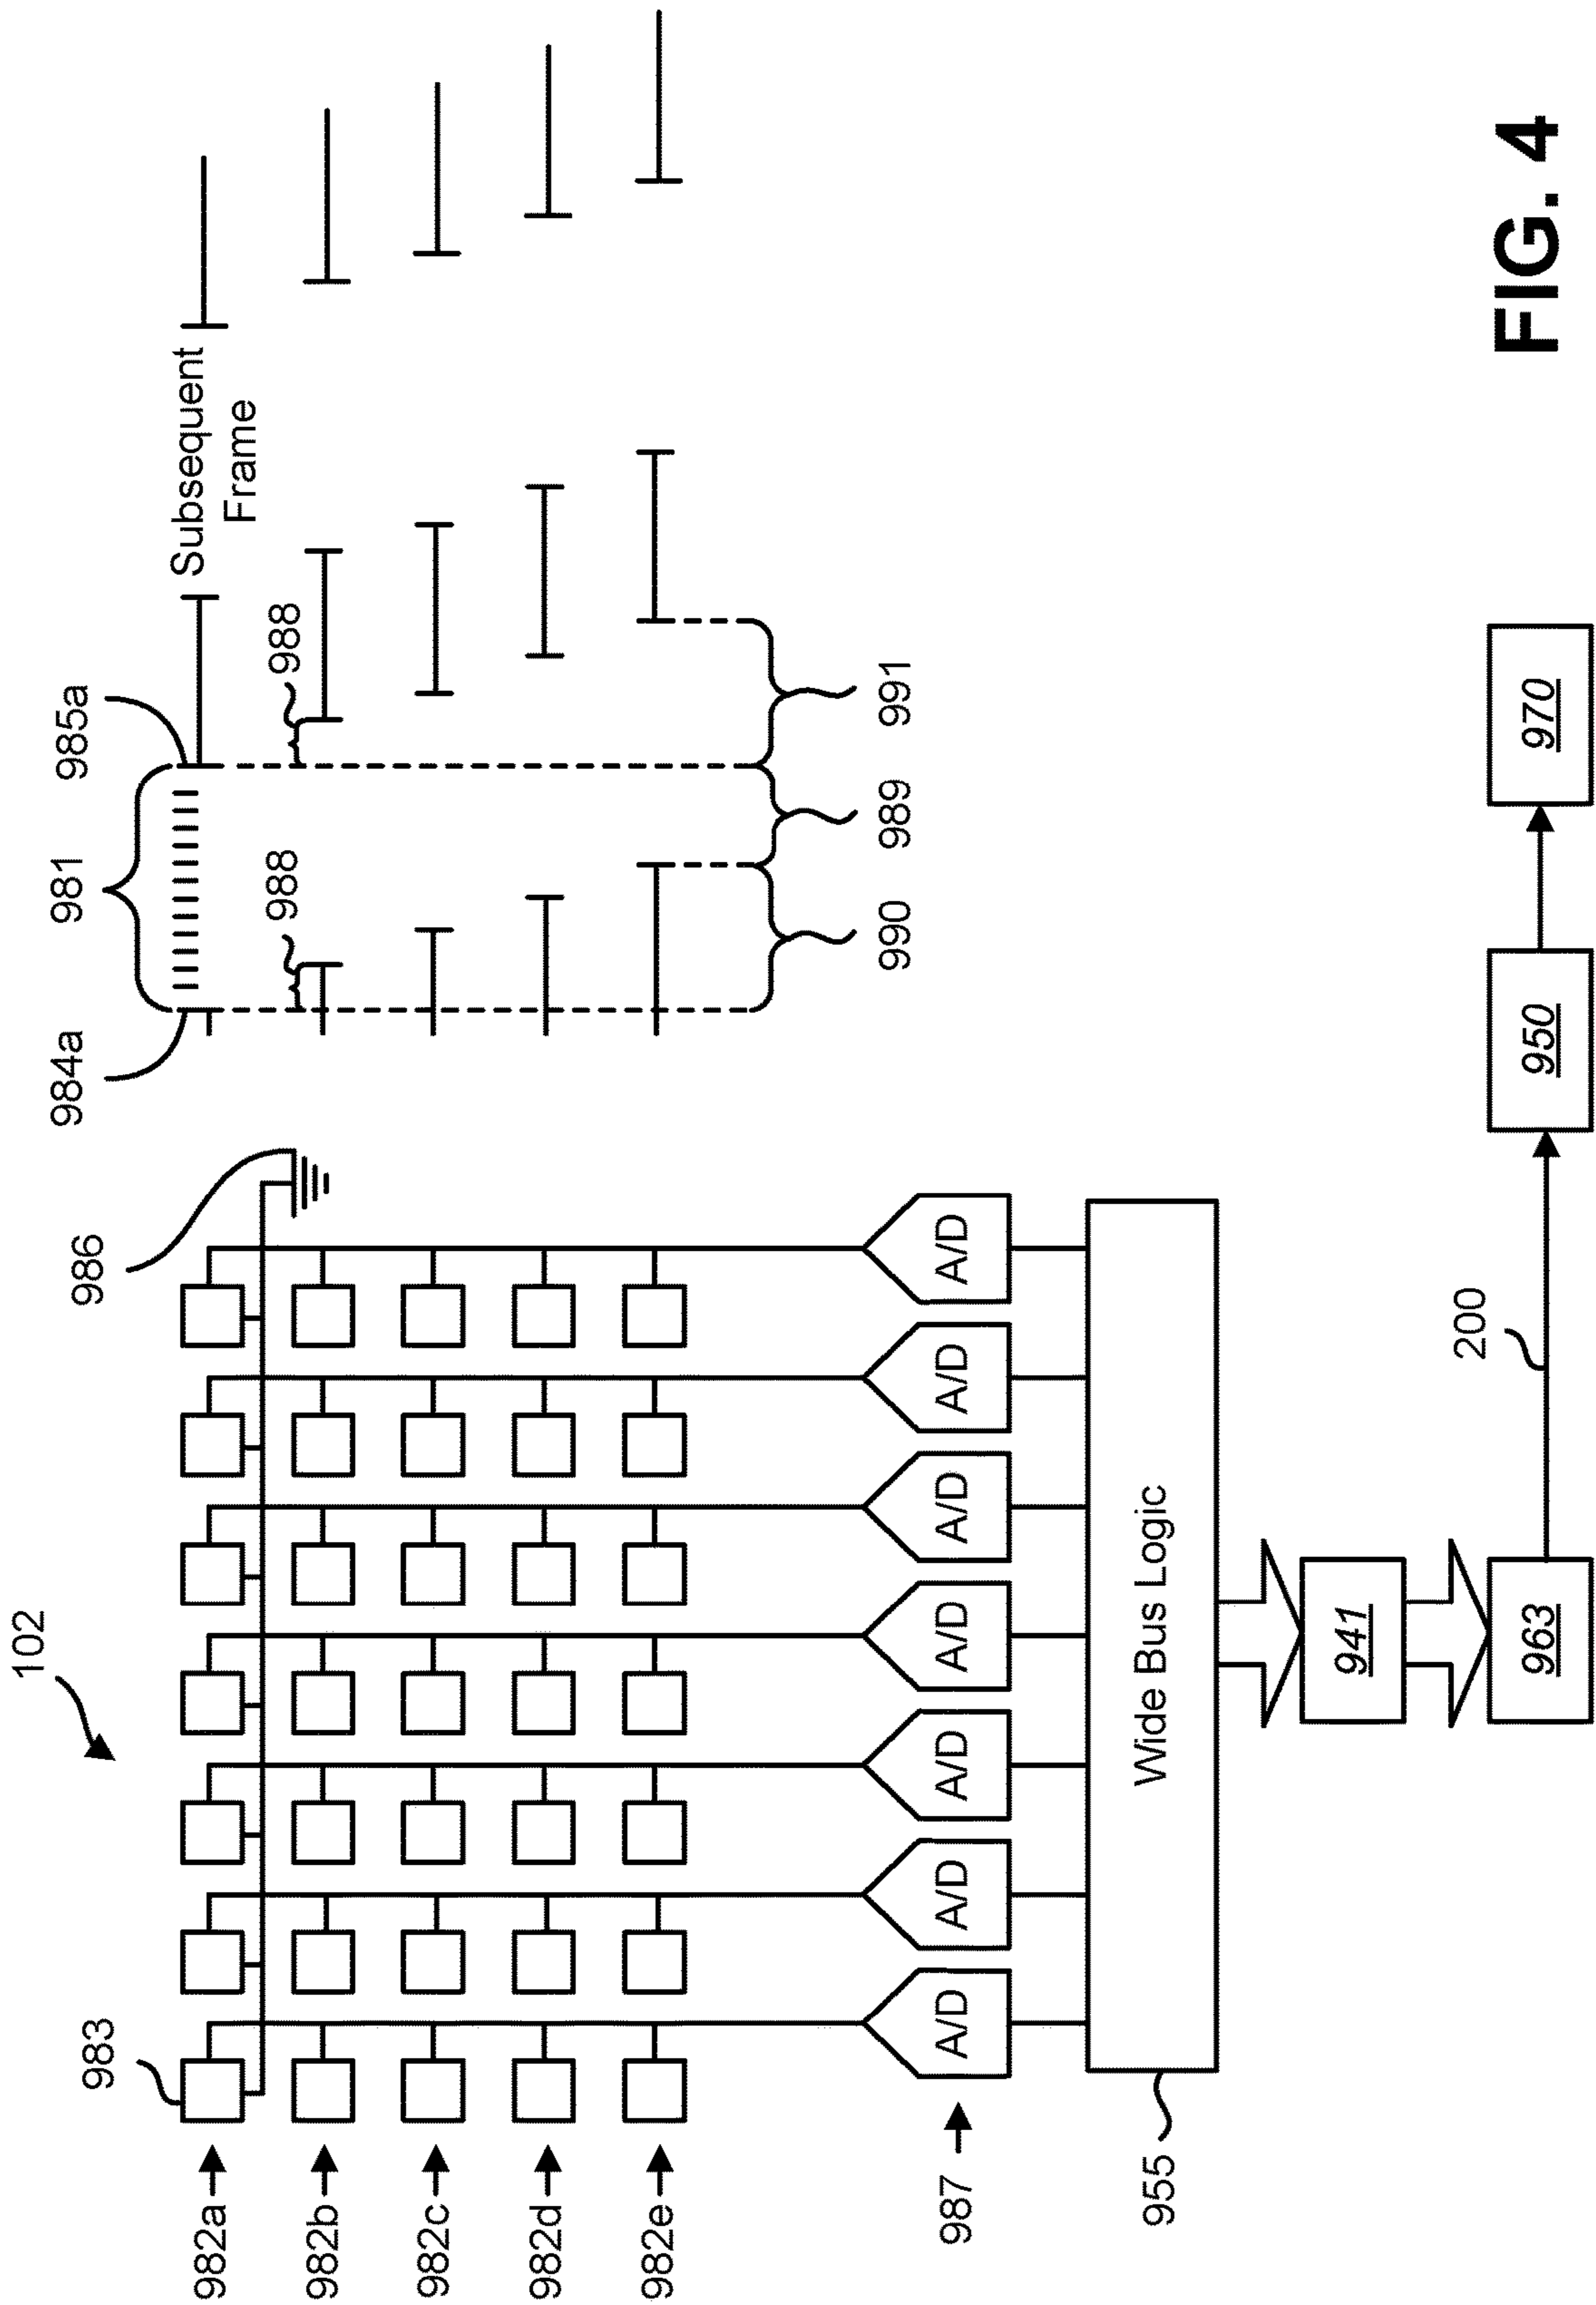 102
983
986
984a
981
985a
988
988
Subsequent
Frame
982a
982b
982c
982d
982e
990
989
991
987
A/D
A/D
A/D
A/D
A/D
A/D
A/D
955
Wide Bus Logic
941
963
200
950
970
FIG. 4